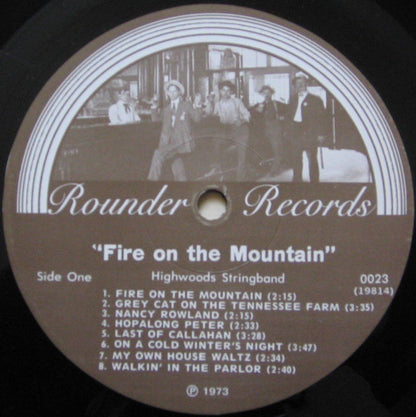 Rounder Records
"Fire on the Mountain"
Side One Highwoods Stringband 0023
(19814)
1. FIRE ON THE MOUNTAIN (2:15)
2. GREY CAT ON THE TENNESSEE FARM (3:35)
3. NANCY ROWLAND (2:15)
4. HOPALONG PETER (2:33)
5. LAST OF CALLAHAN (3:28)
6. ON A COLD WINTER'S NIGHT (3;47)
7. MY OWN HOUSE WALTZ (2:34)
8. WALKIN' IN THE PARLOR (2:40)
℗ 1973